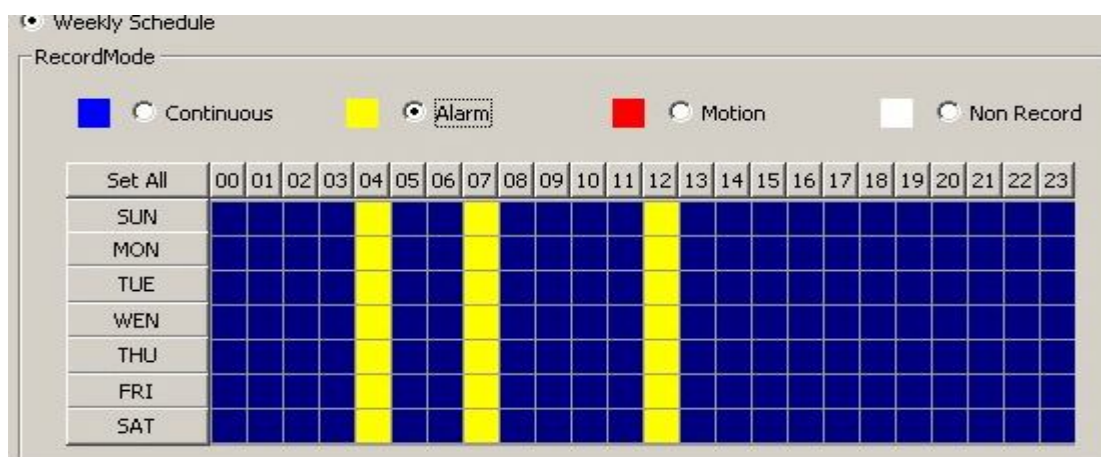 Weekly Schedule
RecordMode
Continuous Alarm Motion Non Record
Set All 00 01 02 03 04 05 06 07 08 09 10 11 12 13 14 15 16 17 18 19 20 21 22 23
SUN
MON
TUE
WEN
THU
FRI
SAT